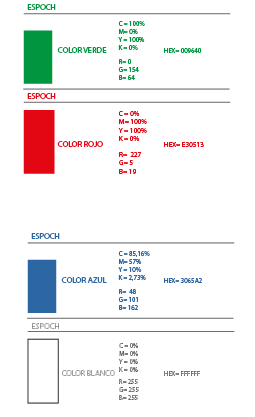 ESPOCH
C = 100%
M= 0%
Y = 100%
K = 0%
COLOR VERDE
HEX= 009640
R= 0
G= 154
B= 64
ESPOCH
C = 0%
M= 100%
Y = 100%
K = 0%
COLOR ROJO
HEX= E30513
R= 227
G= 5
B= 19
ESPOCH
C = 85,16%
M= 57%
Y = 10%
K = 2,73%
COLOR AZUL
HEX= 3065A2
R= 48
G= 101
B= 162
ESPOCH
C = 0%
M= 0%
Y = 0%
K = 0%
COLOR BLANCO
HEX= FFFFFF
R= 255
G= 255
B= 255